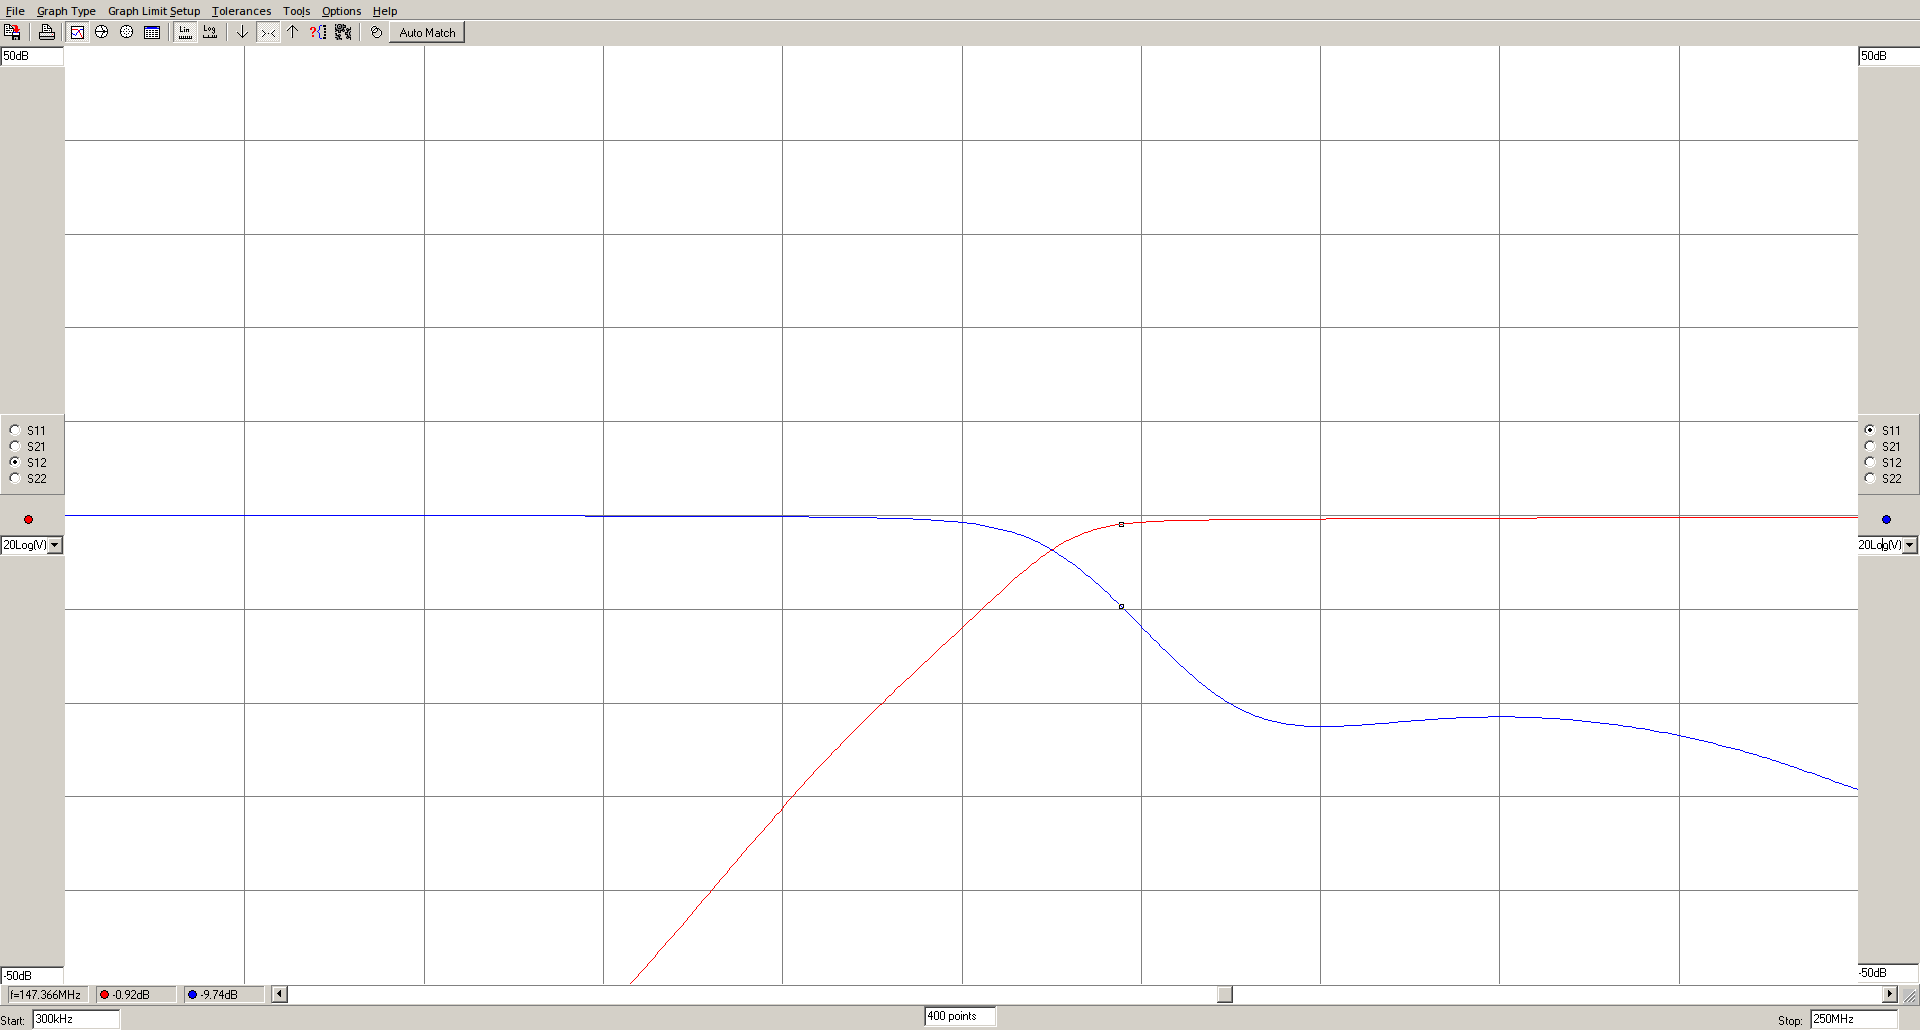 File Graph Type Graph Limit Setup Tolerances Tools Options Help
Lin Log ?{} Auto Match
50dB 50dB
S11 S11
S21 S21
S12 S12
S22 S22
20Log(V) 20Log(V)
-50dB -50dB
f=147.366MHz -0.92dB -9.74dB
Start: 300kHz 400 points Stop: 250MHz